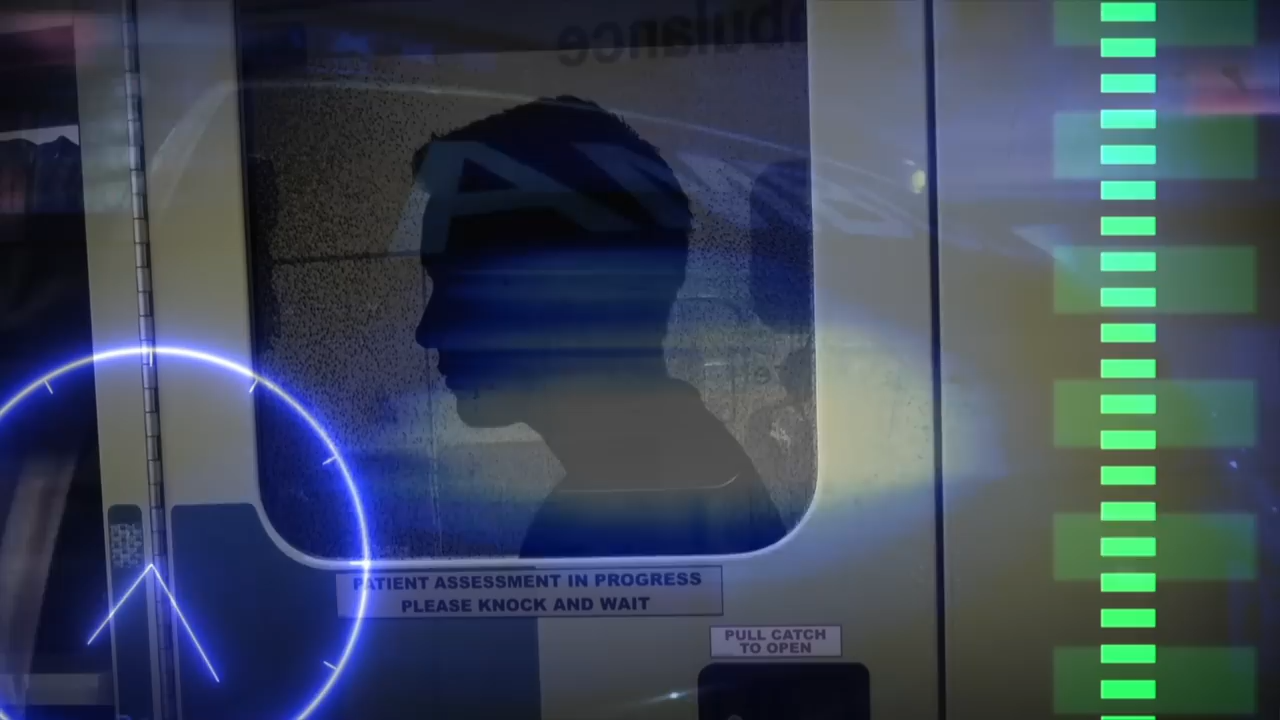 PATIENT ASSESSMENT IN PROGRESS
PLEASE KNOCK AND WAIT
PULL CATCH
TO OPEN